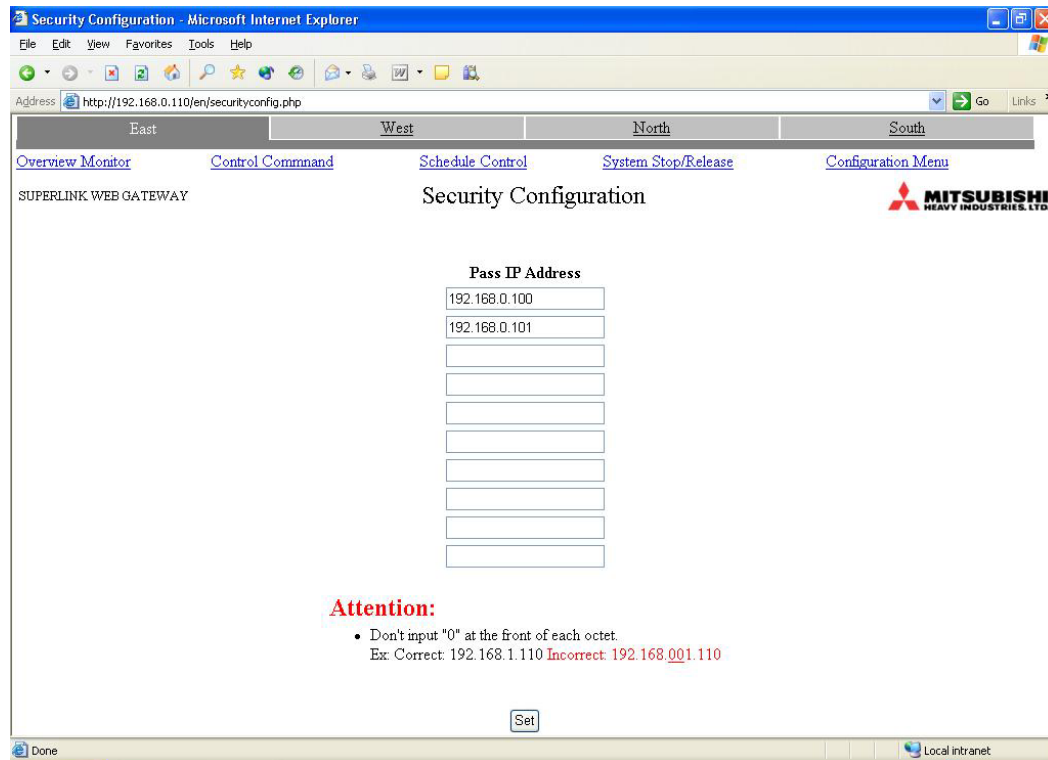 Security Configuration - Microsoft Internet Explorer
File Edit View Favorites Tools Help
Address http://192.168.0.110/en/securityconfig.php Go Links
East West North South
Overview Monitor Control Commnand Schedule Control System Stop/Release Configuration Menu
SUPERLINK WEB GATEWAY Security Configuration MITSUBISHI
HEAVY INDUSTRIES, LTD
Pass IP Address
192.168.0.100
192.168.0.101
Attention:
Don't input "0" at the front of each octet.
Ex: Correct: 192.168.1.110 Incorrect: 192.168.001.110
Set
Done Local intranet